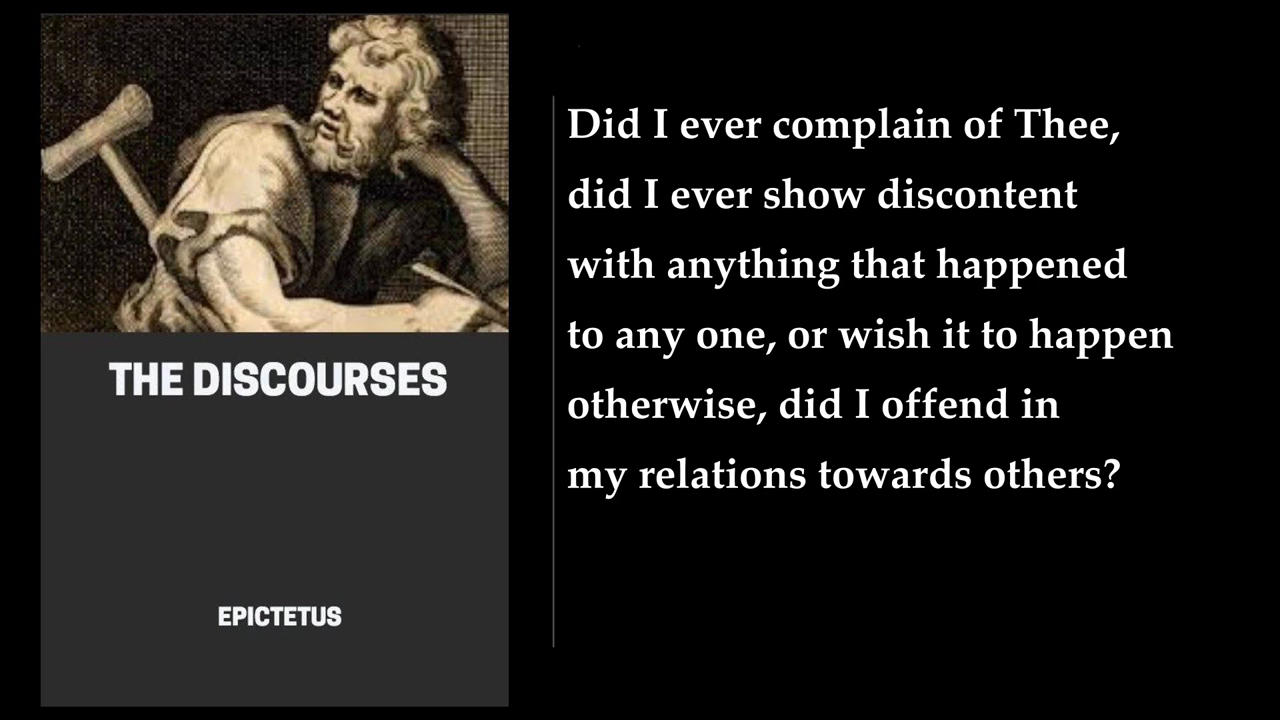 THE DISCOURSES
EPICTETUS
Did I ever complain of Thee,
did I ever show discontent
with anything that happened
to any one, or wish it to happen
otherwise, did I offend in
my relations towards others?